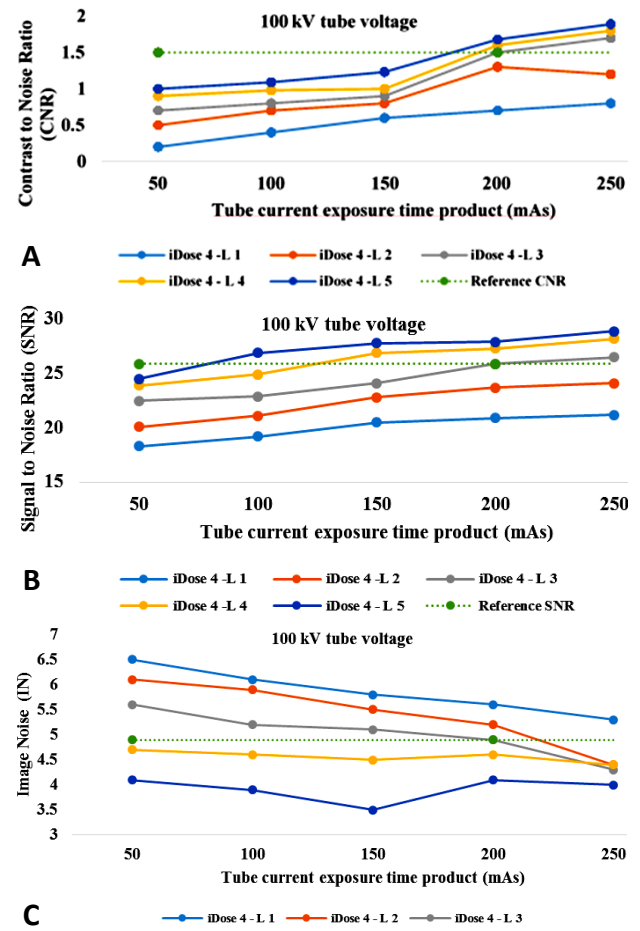 100 kV tube voltage
Contrast to Noise Ratio
(CNR)
2
1.5
1
0.5
0
50 100 150 200 250
Tube current exposure time product (mAs)
A
iDose 4 -L 1 iDose 4 -L 2 iDose 4 -L 3
iDose 4 - L 4 iDose 4 -L 5 Reference CNR
100 kV tube voltage
Signal to Noise Ratio (SNR)
30
25
20
15
50 100 150 200 250
Tube current exposure time product (mAs)
B
iDose 4 -L 1 iDose 4 -L 2 iDose 4 - L 3
iDose 4 -L 4 iDose 4 - L 5 Reference SNR
100 kV tube voltage
Image Noise (IN)
7
6.5
6
5.5
5
4.5
4
3.5
3
50 100 150 200 250
Tube current exposure time product (mAs)
C
iDose 4 - L 1 iDose 4 - L 2 iDose 4 - L 3